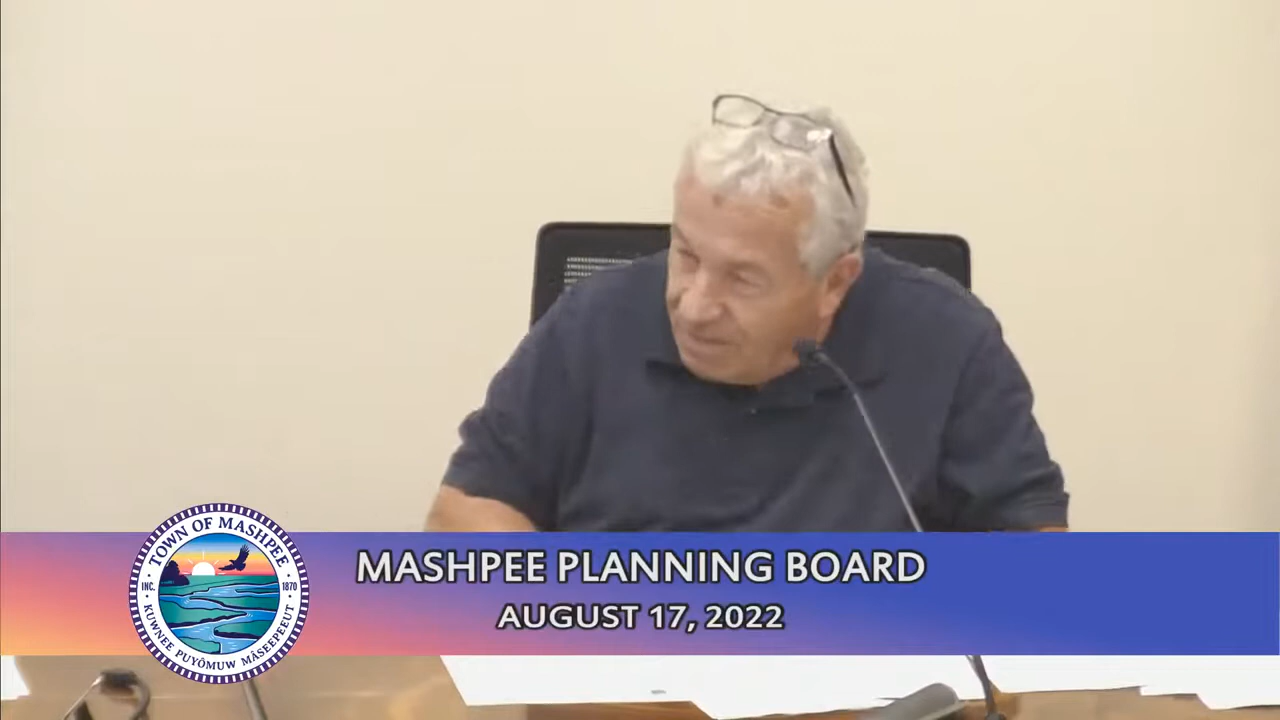 TOWN OF MASHPEE
INC. 1870
KUWNEE PUYÔMUW MÂSEEPEEUT
MASHPEE PLANNING BOARD
AUGUST 17, 2022